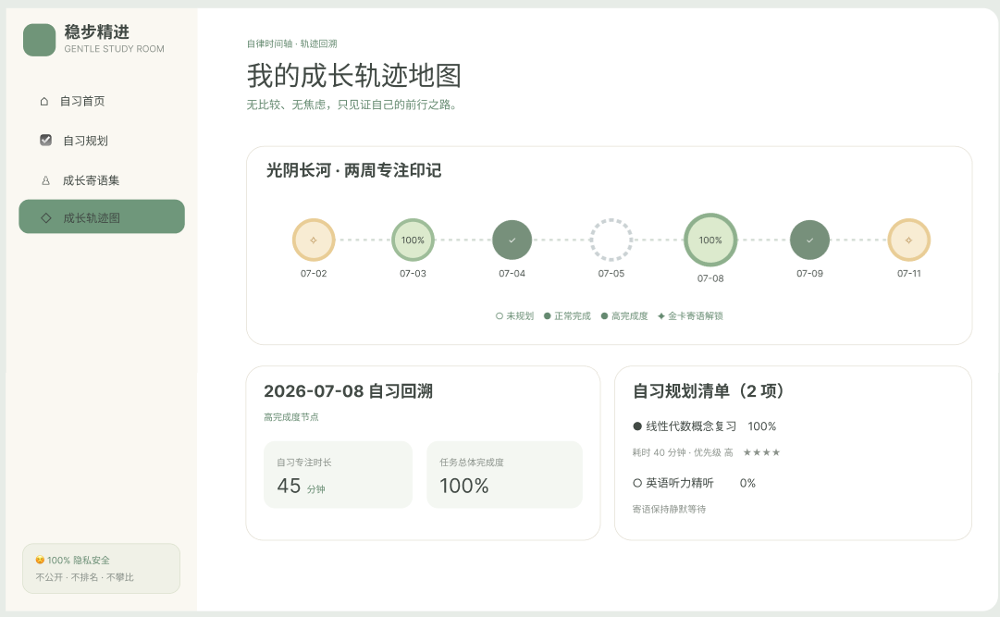 稳步精进
GENTLE STUDY ROOM
自习首页
自习规划
成长寄语集
成长轨迹图
100% 隐私安全
不公开 · 不排名 · 不攀比
自律时间轴 · 轨迹回溯
我的成长轨迹地图
无比较、无焦虑，只见证自己的前行之路。
光阴长河 · 两周专注印记
100% 100%
07-02 07-03 07-04 07-05 07-08 07-09 07-11
未规划 正常完成 高完成度 金卡寄语解锁
2026-07-08 自习回溯
高完成度节点
自习专注时长
45 分钟
任务总体完成度
100%
自习规划清单（2 项）
线性代数概念复习 100%
耗时 40 分钟 · 优先级 高 ★★★★
英语听力精听 0%
寄语保持静默等待